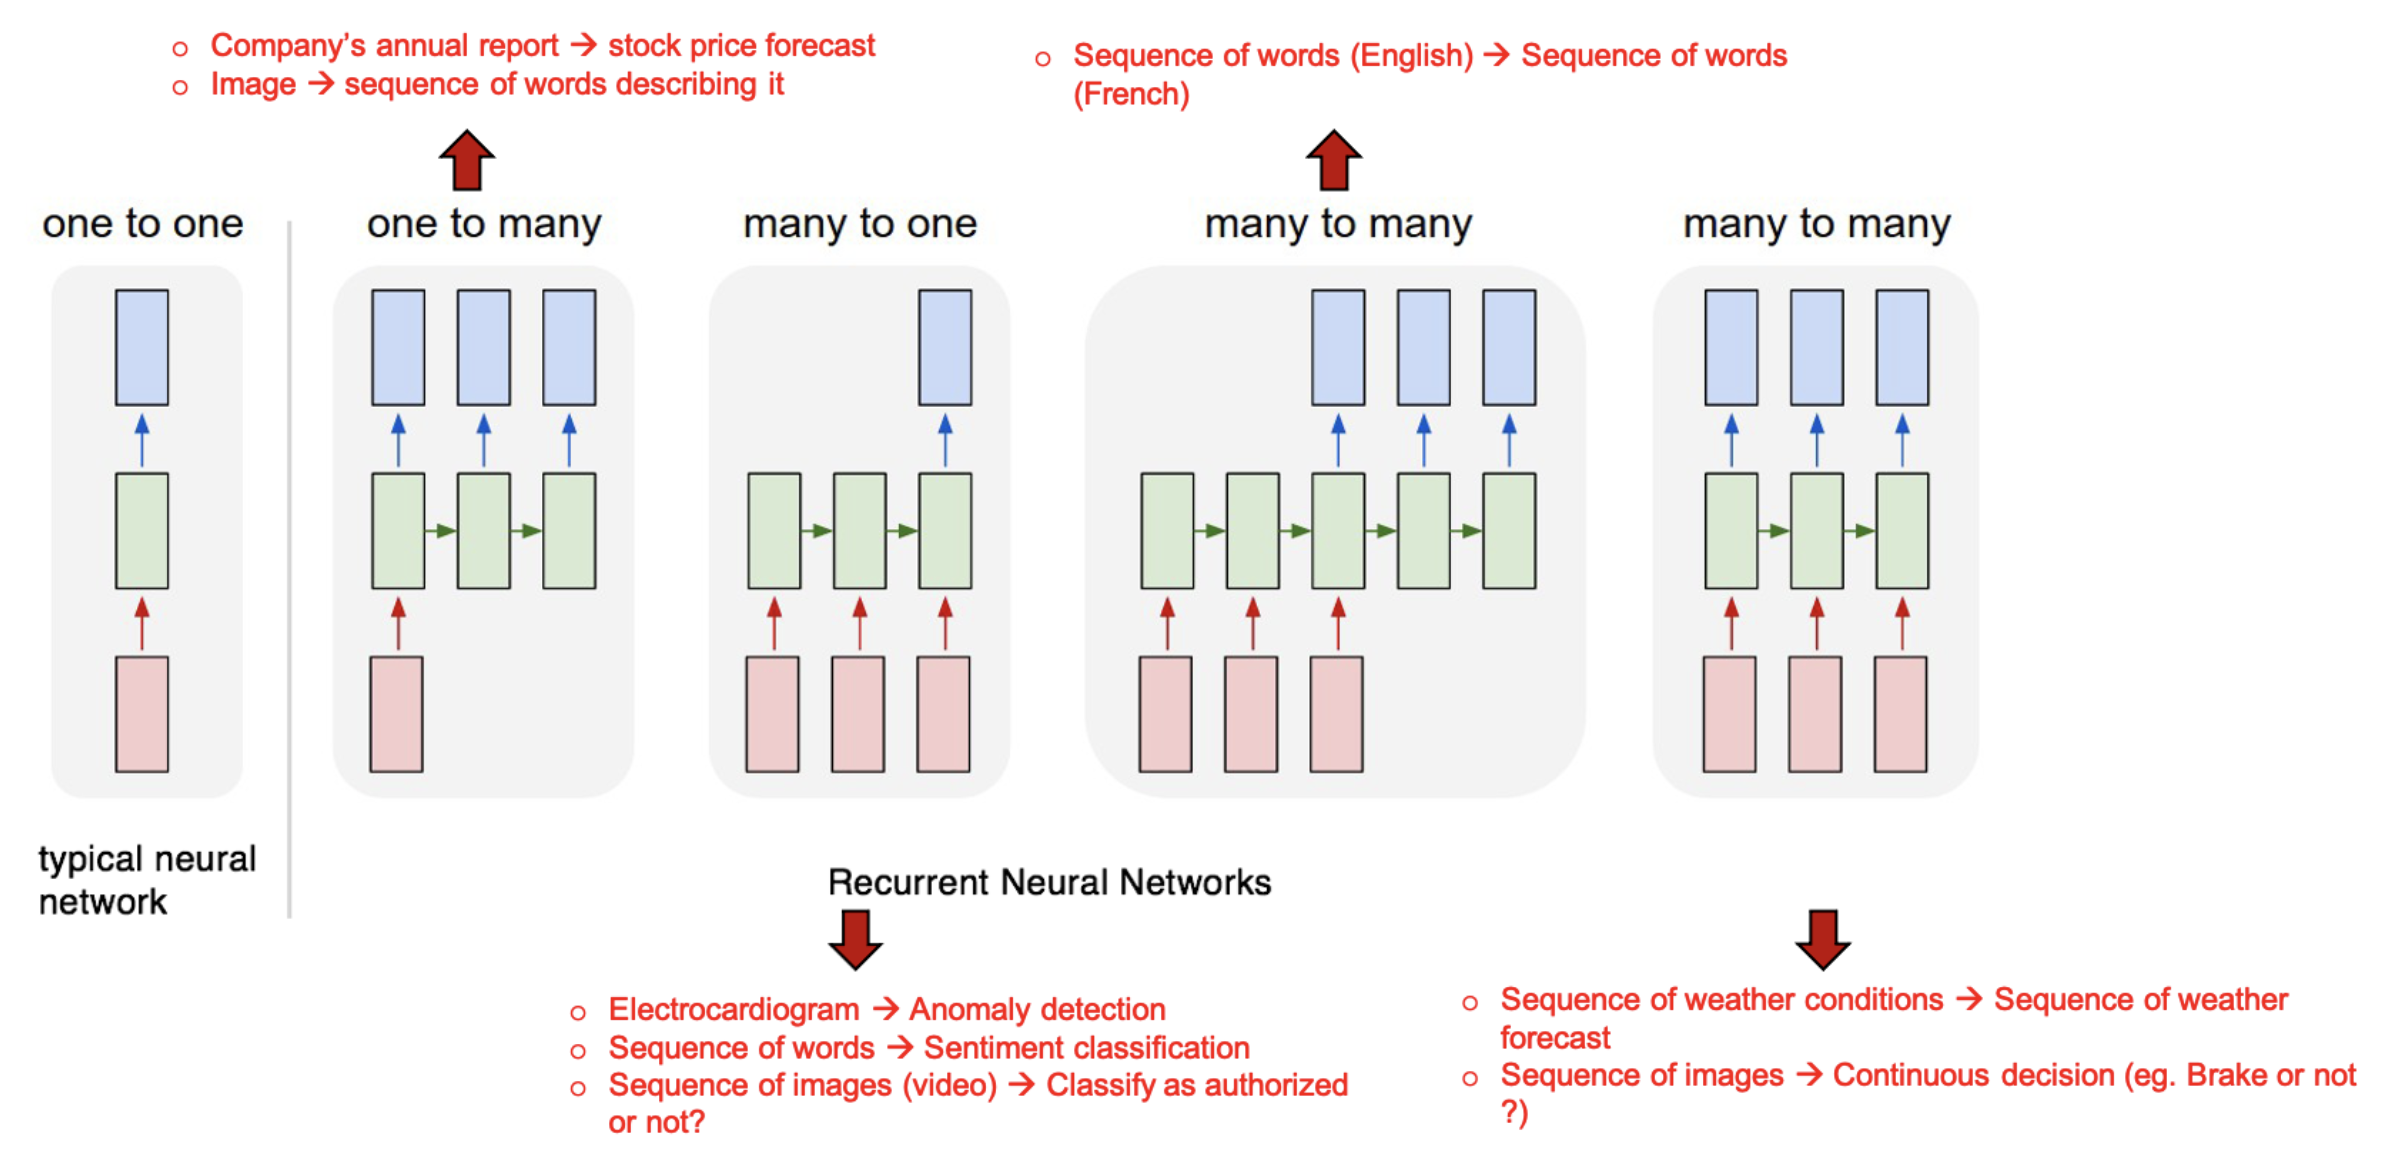 ○ Company's annual report → stock price forecast
○ Image → sequence of words describing it
○ Sequence of words (English) → Sequence of words
(French)
one to one
one to many
many to one
many to many
many to many
typical neural
network
Recurrent Neural Networks
○ Electrocardiogram → Anomaly detection
○ Sequence of words → Sentiment classification
○ Sequence of images (video) → Classify as authorized
or not?
○ Sequence of weather conditions → Sequence of weather
forecast
○ Sequence of images → Continuous decision (eg. Brake or not
?)